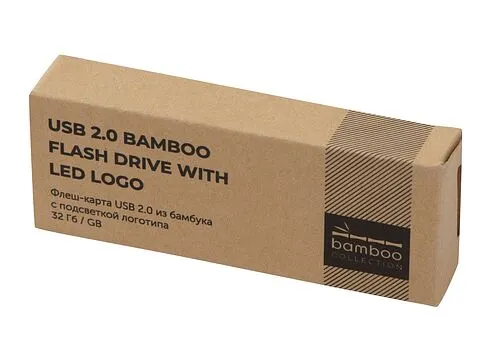 USB 2.0 BAMBOO
FLASH DRIVE WITH
LED LOGO
Флеш-карта USB 2.0 из бамбука
с подсветкой логотипа
32 Гб / GB
bamboo
COLLECTION